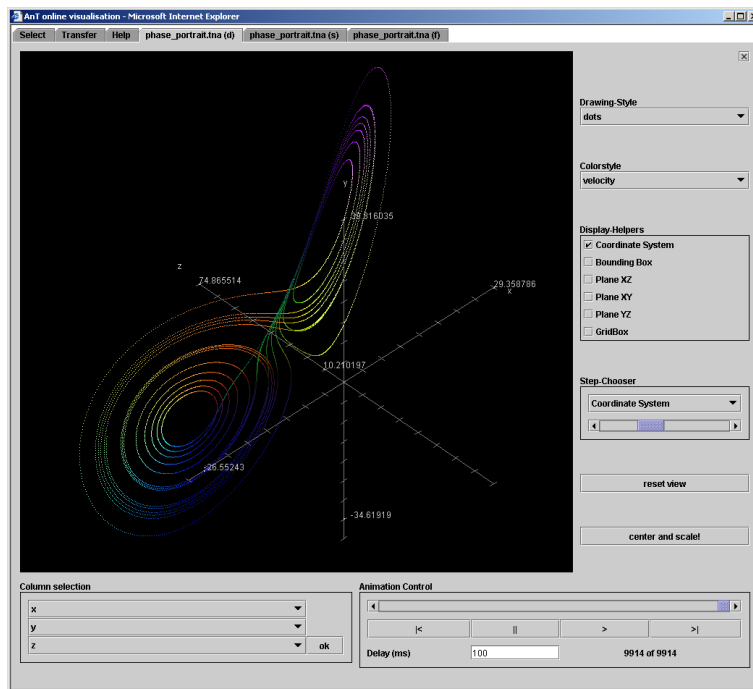 AnT online visualisation - Microsoft Internet Explorer
Select Transfer Help phase_portrait.tna (d) phase_portrait.tna (s) phase_portrait.tna (f)
Drawing-Style
dots
Colorstyle
velocity
Display-Helpers
Coordinate System
Bounding Box
Plane XZ
Plane XY
Plane YZ
GridBox
Step-Chooser
Coordinate System
reset view
center and scale!
y
z
74.865514
29.358786
x
10.210197
-26.55243
-34.61919
Column selection
x
y
z
ok
Animation Control
|< || > >|
Delay (ms) 100 9914 of 9914